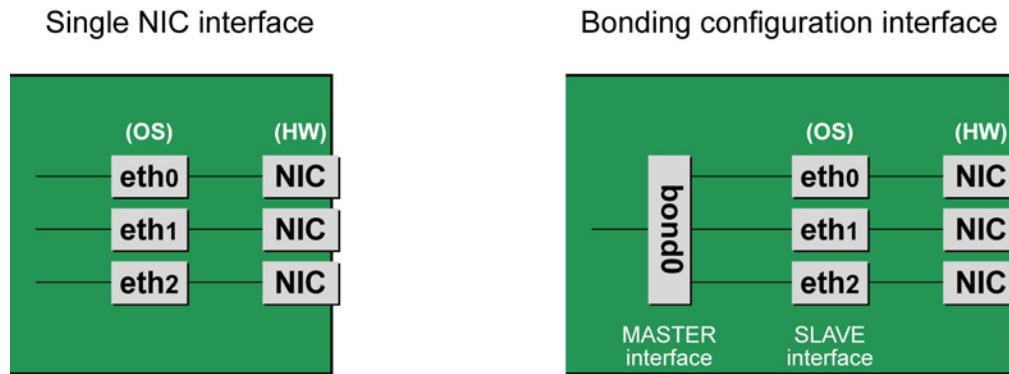 Single NIC interface
(OS) (HW)
eth0 NIC
eth1 NIC
eth2 NIC
Bonding configuration interface
(OS) (HW)
bond0
eth0 NIC
eth1 NIC
eth2 NIC
MASTER
interface
SLAVE
interface